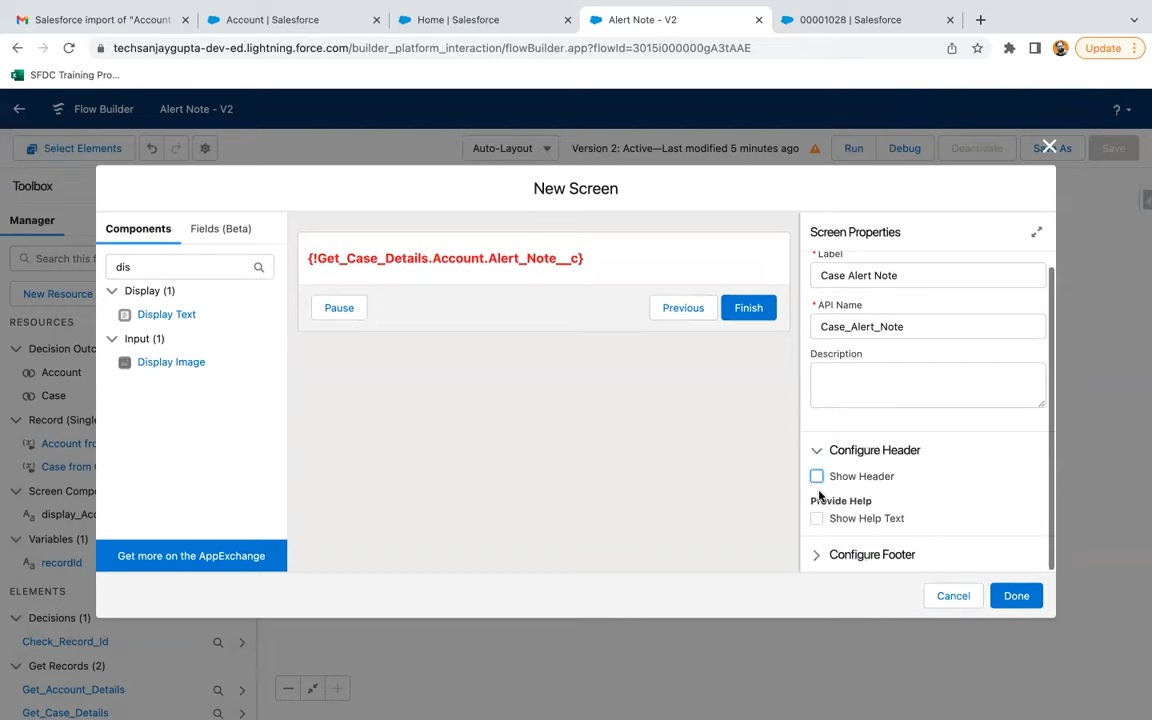 Salesforce import of "Account
Account | Salesforce
Home | Salesforce
Alert Note - V2
00001028 | Salesforce
techsanjaygupta-dev-ed.lightning.force.com/builder_platform_interaction/flowBuilder.app?flowId=3015i000000gA3tAAE
Update
SFDC Training Pro...
Flow Builder
Alert Note - V2
?
Select Elements
Auto-Layout
Version 2: Active—Last modified 5 minutes ago
Run
Debug
Deactivate
Save As
Save
Toolbox
New Screen
Manager
Components
Fields (Beta)
Screen Properties
Search this f
dis
{!Get_Case_Details.Account.Alert_Note__c}
* Label
Case Alert Note
New Resource
Display (1)
Display Text
Pause
Previous
Finish
* API Name
Case_Alert_Note
RESOURCES
Input (1)
Display Image
Description
Decision Outc
Account
Case
Record (Single
Account fro
Case from
Configure Header
Show Header
Screen Compo
display_Acc
Provide Help
Show Help Text
Variables (1)
recordId
Get more on the AppExchange
Configure Footer
ELEMENTS
Cancel
Done
Decisions (1)
Check_Record_Id
Get Records (2)
Get_Account_Details
Get_Case_Details